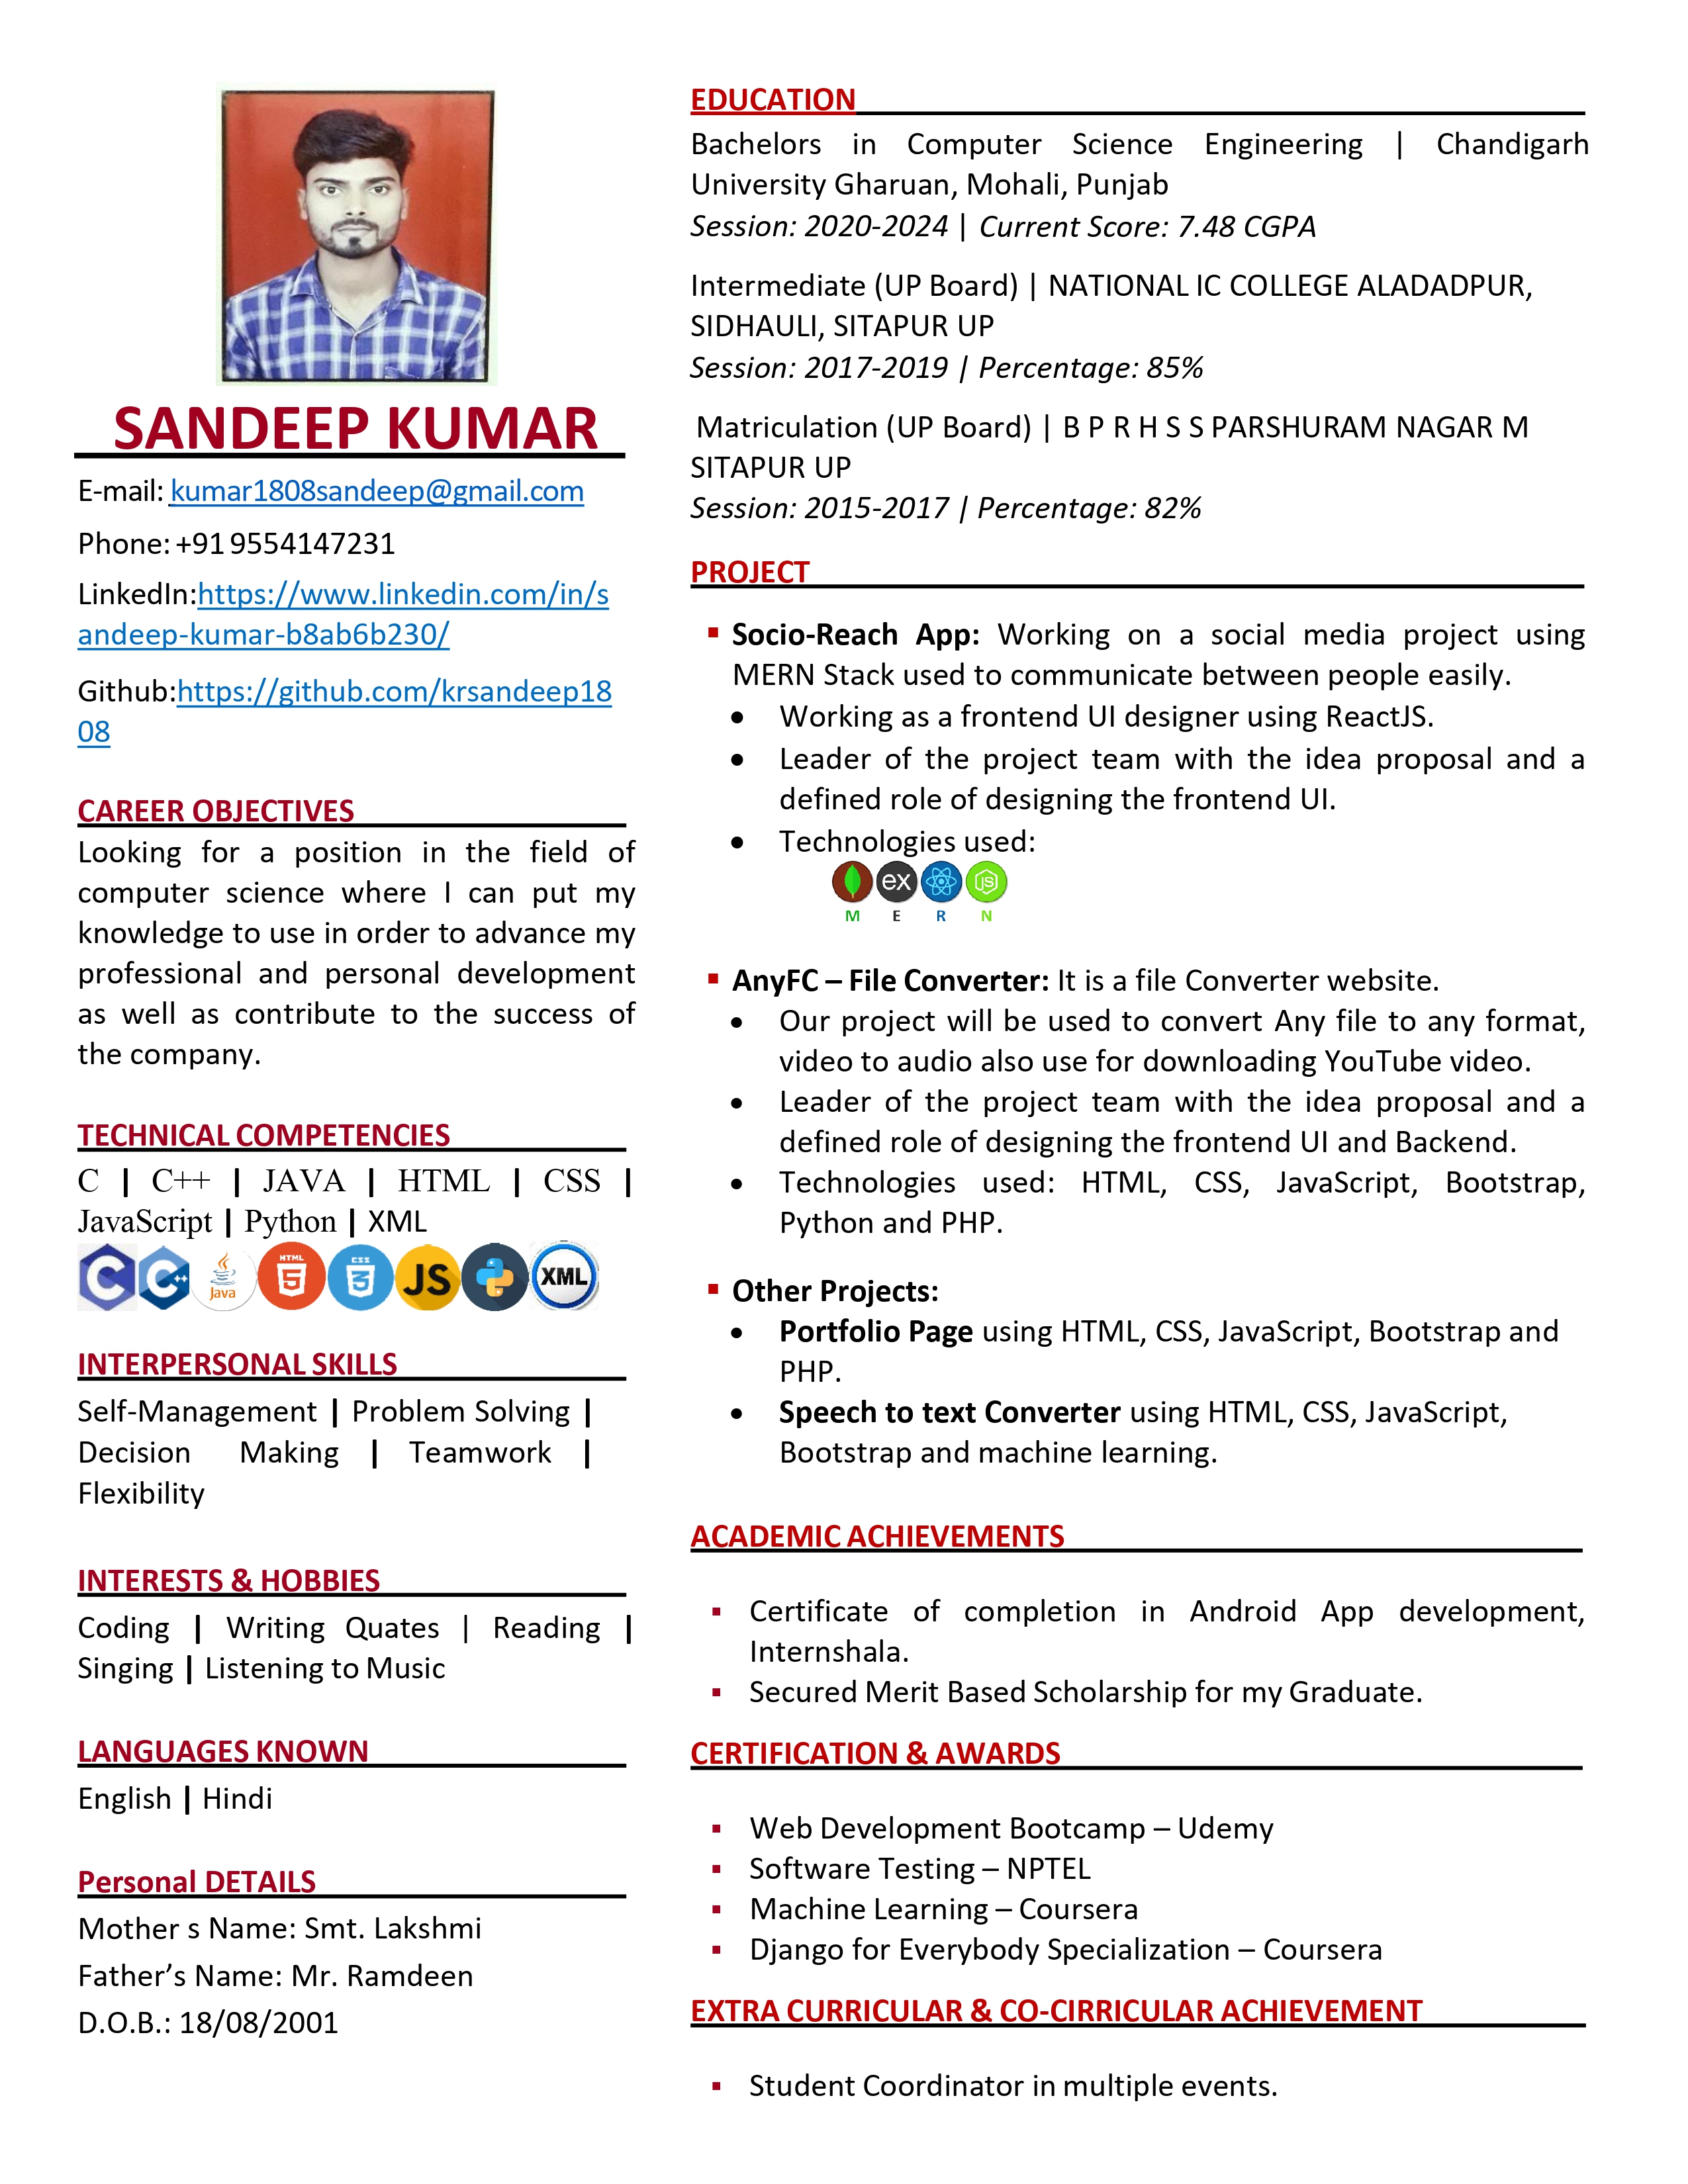 SANDEEP KUMAR
E-mail: kumar1808sandeep@gmail.com
Phone: +91 9554147231
LinkedIn:https://www.linkedin.com/in/s
andeep-kumar-b8ab6b230/
Github:https://github.com/krsandeep18
08
CAREER OBJECTIVES
Looking for a position in the field of
computer science where I can put my
knowledge to use in order to advance my
professional and personal development
as well as contribute to the success of
the company.
TECHNICAL COMPETENCIES
C | C++ | JAVA | HTML | CSS |
JavaScript | Python | XML
C C++ Java HTML 5 CSS 3 JS XML
INTERPERSONAL SKILLS
Self-Management | Problem Solving |
Decision Making | Teamwork |
Flexibility
INTERESTS & HOBBIES
Coding | Writing Quates | Reading |
Singing | Listening to Music
LANGUAGES KNOWN
English | Hindi
Personal DETAILS
Mother s Name: Smt. Lakshmi
Father’s Name: Mr. Ramdeen
D.O.B.: 18/08/2001
EDUCATION
Bachelors in Computer Science Engineering | Chandigarh
University Gharuan, Mohali, Punjab
Session: 2020-2024 | Current Score: 7.48 CGPA
Intermediate (UP Board) | NATIONAL IC COLLEGE ALADADPUR,
SIDHAULI, SITAPUR UP
Session: 2017-2019 | Percentage: 85%
Matriculation (UP Board) | B P R H S S PARSHURAM NAGAR M
SITAPUR UP
Session: 2015-2017 | Percentage: 82%
PROJECT
▪ Socio-Reach App: Working on a social media project using
MERN Stack used to communicate between people easily.
• Working as a frontend UI designer using ReactJS.
• Leader of the project team with the idea proposal and a
defined role of designing the frontend UI.
• Technologies used:
ex JS
M E R N
▪ AnyFC – File Converter: It is a file Converter website.
• Our project will be used to convert Any file to any format,
video to audio also use for downloading YouTube video.
• Leader of the project team with the idea proposal and a
defined role of designing the frontend UI and Backend.
• Technologies used: HTML, CSS, JavaScript, Bootstrap,
Python and PHP.
▪ Other Projects:
• Portfolio Page using HTML, CSS, JavaScript, Bootstrap and
PHP.
• Speech to text Converter using HTML, CSS, JavaScript,
Bootstrap and machine learning.
ACADEMIC ACHIEVEMENTS
▪ Certificate of completion in Android App development,
Internshala.
▪ Secured Merit Based Scholarship for my Graduate.
CERTIFICATION & AWARDS
▪ Web Development Bootcamp – Udemy
▪ Software Testing – NPTEL
▪ Machine Learning – Coursera
▪ Django for Everybody Specialization – Coursera
EXTRA CURRICULAR & CO-CIRRICULAR ACHIEVEMENT
▪ Student Coordinator in multiple events.